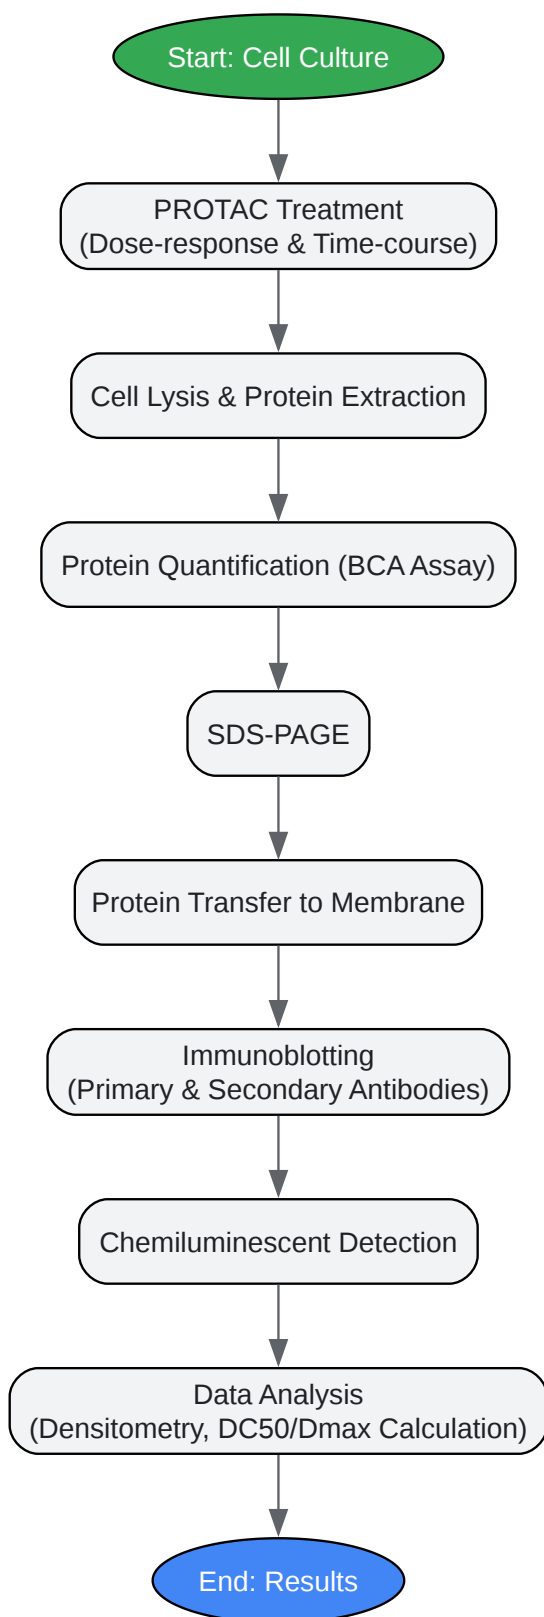 Start: Cell Culture
PROTAC Treatment
(Dose-response & Time-course)
Cell Lysis & Protein Extraction
Protein Quantification (BCA Assay)
SDS-PAGE
Protein Transfer to Membrane
Immunoblotting
(Primary & Secondary Antibodies)
Chemiluminescent Detection
Data Analysis
(Densitometry, DC50/Dmax Calculation)
End: Results